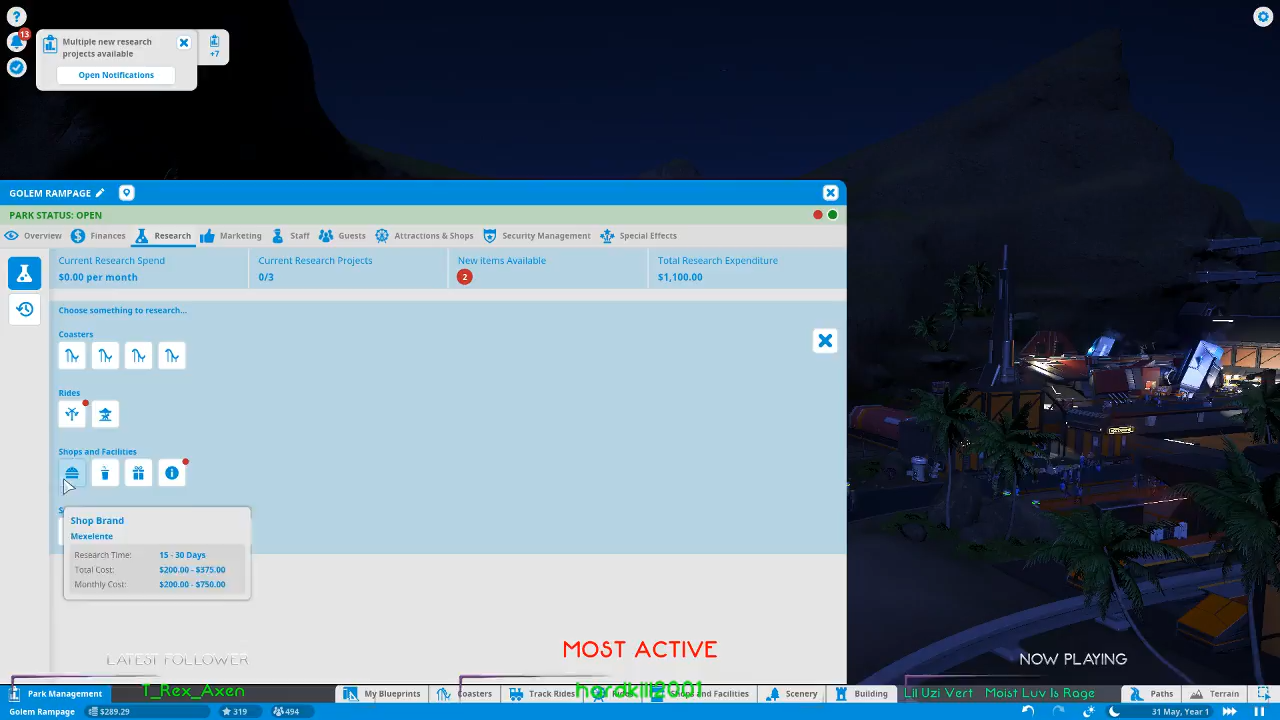 ?
13
Multiple new research
projects available
+7
Open Notifications
GOLEM RAMPAGE
PARK STATUS: OPEN
Overview
Finances
Research
Marketing
Staff
Guests
Attractions & Shops
Security Management
Special Effects
Current Research Spend
$0.00 per month
Current Research Projects
0/3
New items Available
2
Total Research Expenditure
$1,100.00
Choose something to research...
Coasters
Rides
Shops and Facilities
Shop Brand
Mexelente
Research Time: 15 - 30 Days
Total Cost: $200.00 - $375.00
Monthly Cost: $200.00 - $750.00
LATEST FOLLOWER
MOST ACTIVE
NOW PLAYING
Park Management
T_Rex_Axen
My Blueprints
Coasters
Track Rides
Shops and Facilities
Scenery
Building
Lil Uzi Vert Moist Luv Is Rage
Paths
Terrain
Golem Rampage
$289.29
319
494
31 May, Year 1